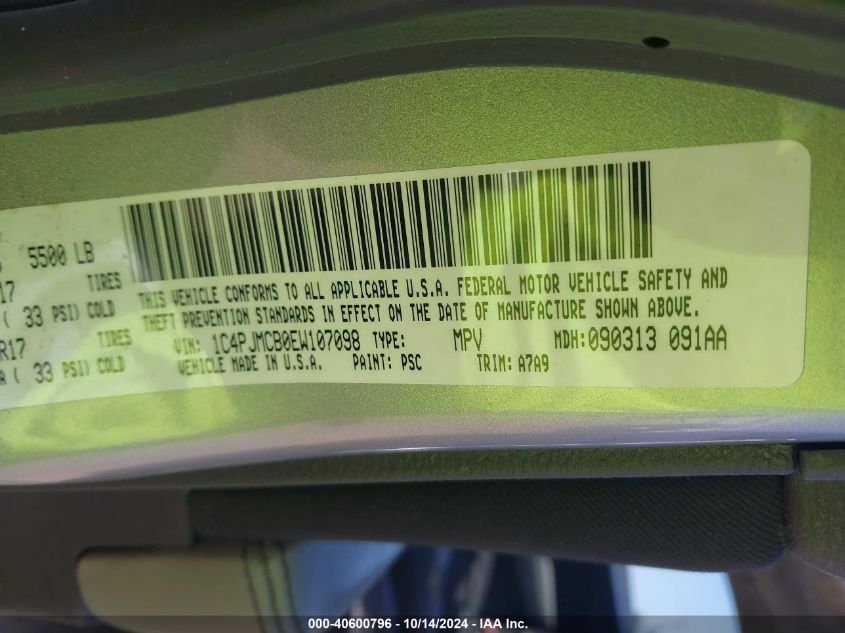 5500 LB
17 TIRES
( 33 PSI) COLD
R17 TIRES
A ( 33 PSI) COLD
THIS VEHICLE CONFORMS TO ALL APPLICABLE U.S.A. FEDERAL MOTOR VEHICLE SAFETY AND
THEFT PREVENTION STANDARDS IN EFFECT ON THE DATE OF MANUFACTURE SHOWN ABOVE.
VIN: 1C4PJMCB0EW107098 TYPE: MPV MDH: 090313 091AA
VEHICLE MADE IN U.S.A. PAINT: PSC TRIM: A7A9
000-40600796 - 10/14/2024 - IAA Inc.